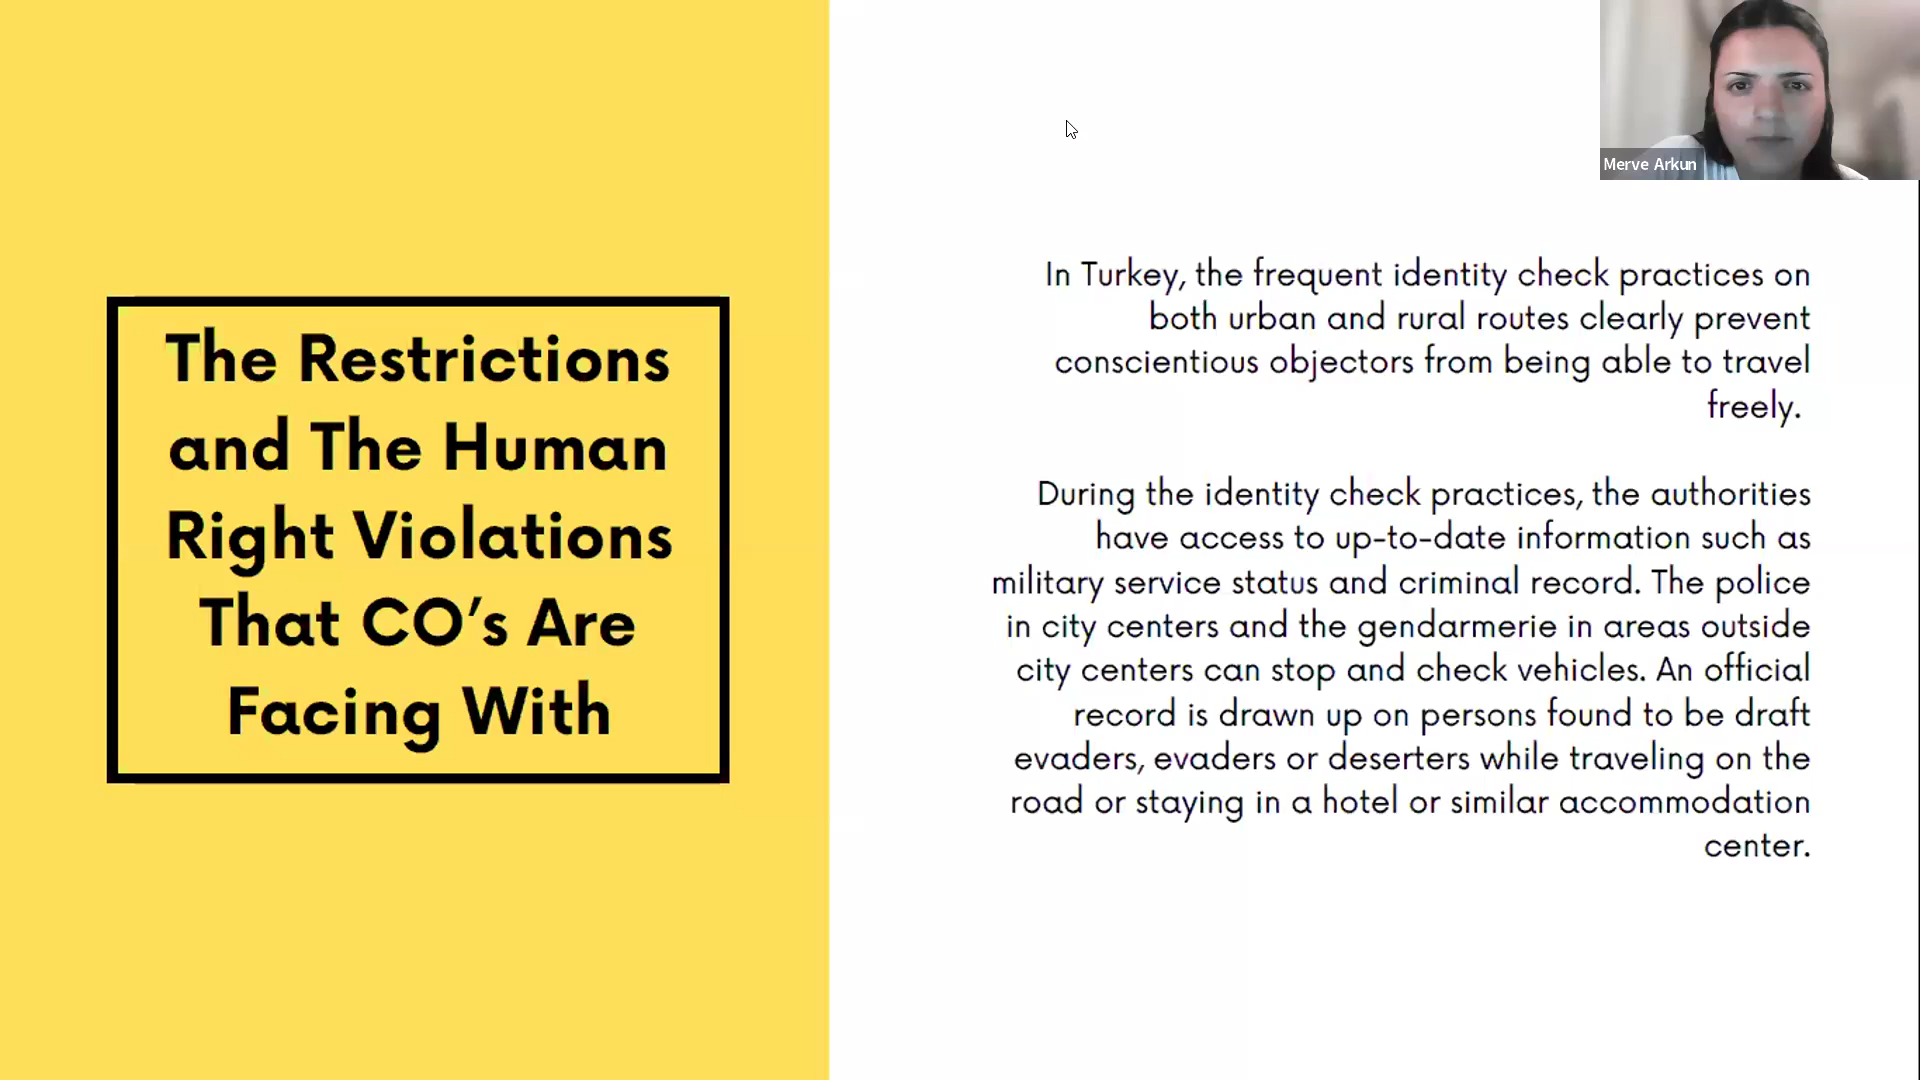 The Restrictions
and The Human
Right Violations
That CO’s Are
Facing With
Merve Arkun
In Turkey, the frequent identity check practices on
both urban and rural routes clearly prevent
conscientious objectors from being able to travel
freely.
During the identity check practices, the authorities
have access to up-to-date information such as
military service status and criminal record. The police
in city centers and the gendarmerie in areas outside
city centers can stop and check vehicles. An official
record is drawn up on persons found to be draft
evaders, evaders or deserters while traveling on the
road or staying in a hotel or similar accommodation
center.